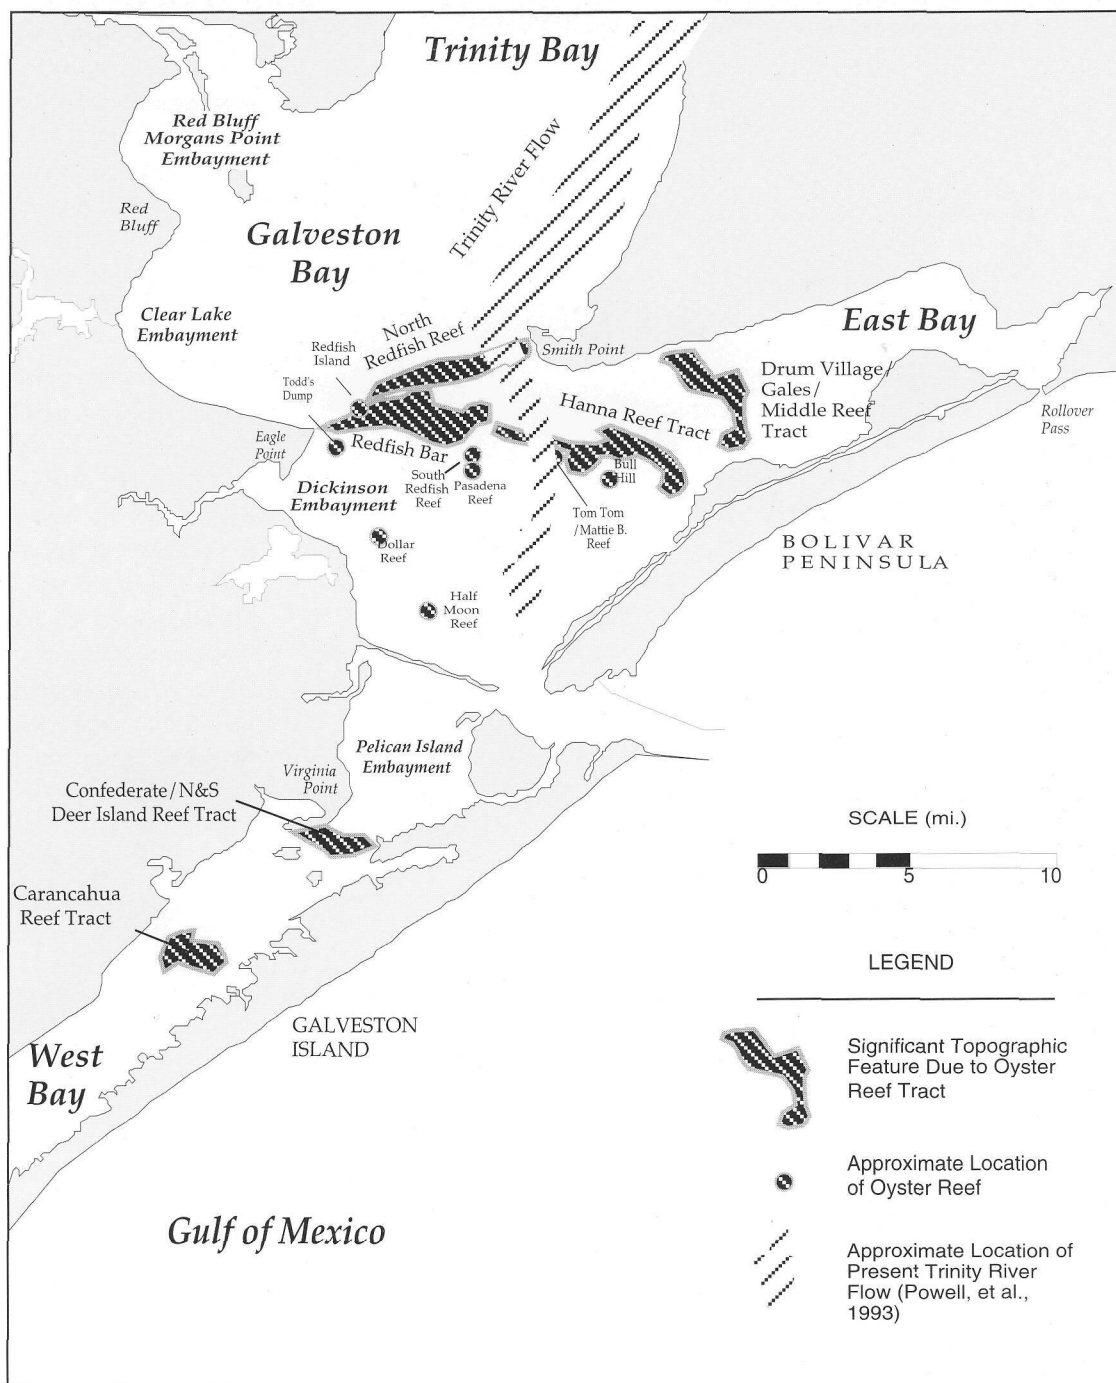 Trinity Bay
Red Bluff
Morgans Point
Embayment
Trinity River Flow
Red
Bluff
Galveston
Bay
Clear Lake
Embayment
North
Redfish Reef
East Bay
Redfish
Island
Smith Point
Todd's
Dump
Drum Village/
Gales/
Middle Reef
Tract
Hanna Reef Tract
Rollover
Pass
Eagle
Point
Redfish Bar
South
Redfish
Reef
Pasadena
Reef
Bull
Hill
Dickinson
Embayment
Tom Tom
/Mattie B.
Reef
Dollar
Reef
BOLIVAR
PENINSULA
Half
Moon
Reef
Pelican Island
Embayment
Virginia
Point
Confederate/N&S
Deer Island Reef Tract
SCALE (mi.)
0 5 10
Carancahua
Reef Tract
LEGEND
GALVESTON
ISLAND
West
Bay
Significant Topographic
Feature Due to Oyster
Reef Tract
Approximate Location
of Oyster Reef
Gulf of Mexico
Approximate Location of
Present Trinity River
Flow (Powell, et al.,
1993)